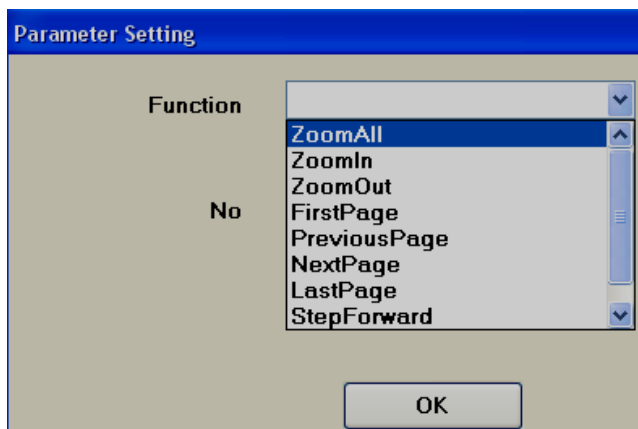 Parameter Setting
Function
ZoomAll
ZoomIn
ZoomOut
No
FirstPage
PreviousPage
NextPage
LastPage
StepForward
OK